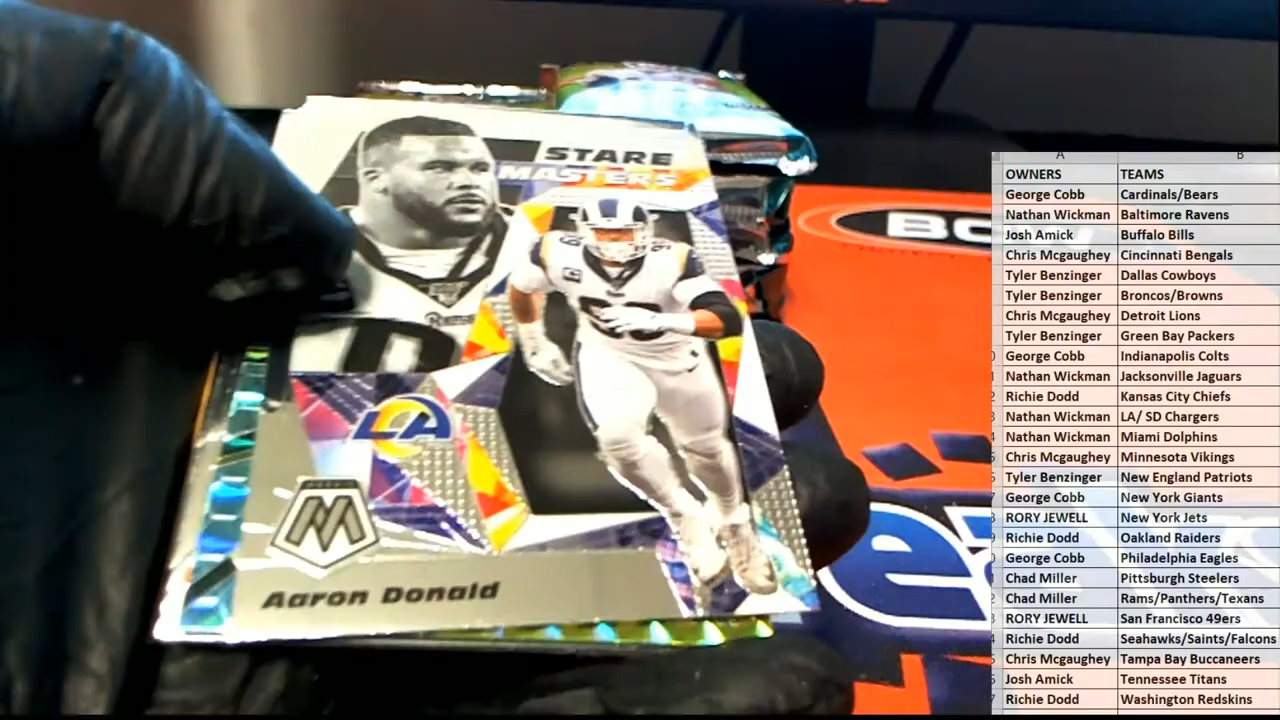 STARE
MASTERS
99
LA
M
Aaron Donald
BO
A B
OWNERS TEAMS
George Cobb Cardinals/Bears
Nathan Wickman Baltimore Ravens
Josh Amick Buffalo Bills
Chris Mcgaughey Cincinnati Bengals
Tyler Benzinger Dallas Cowboys
Tyler Benzinger Broncos/Browns
Chris Mcgaughey Detroit Lions
Tyler Benzinger Green Bay Packers
George Cobb Indianapolis Colts
Nathan Wickman Jacksonville Jaguars
Richie Dodd Kansas City Chiefs
Nathan Wickman LA/ SD Chargers
Nathan Wickman Miami Dolphins
Chris Mcgaughey Minnesota Vikings
Tyler Benzinger New England Patriots
George Cobb New York Giants
RORY JEWELL New York Jets
Richie Dodd Oakland Raiders
George Cobb Philadelphia Eagles
Chad Miller Pittsburgh Steelers
Chad Miller Rams/Panthers/Texans
RORY JEWELL San Francisco 49ers
Richie Dodd Seahawks/Saints/Falcons
Chris Mcgaughey Tampa Bay Buccaneers
Josh Amick Tennessee Titans
Richie Dodd Washington Redskins